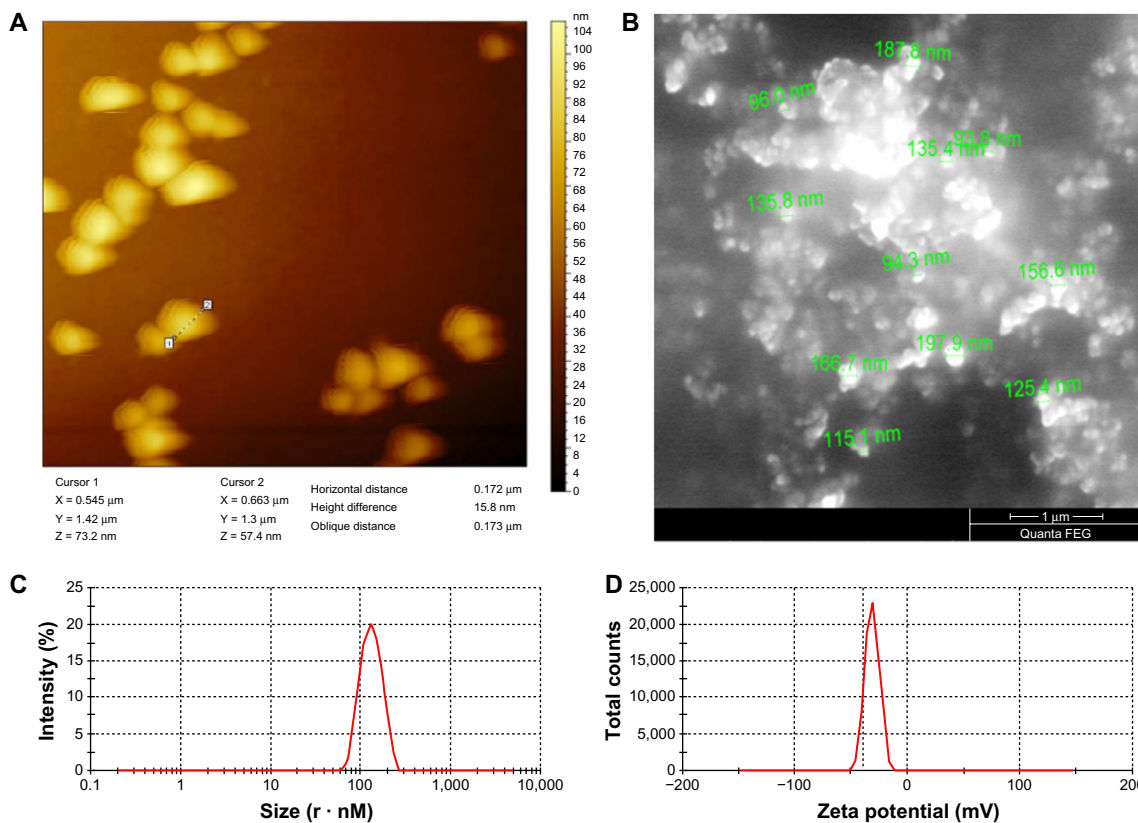 A
nm
104
100
96
92
88
84
80
76
72
68
64
60
56
52
48
44
40
36
32
28
24
20
16
12
8
4
0
1
2
Cursor 1
X = 0.545 µm
Y = 1.42 µm
Z = 73.2 nm
Cursor 2
X = 0.663 µm
Y = 1.3 µm
Z = 57.4 nm
Horizontal distance 0.172 µm
Height difference 15.8 nm
Oblique distance 0.173 µm
B
187.8 nm
96.0 nm
93.8 nm
135.4 nm
135.8 nm
94.3 nm
156.6 nm
197.9 nm
166.7 nm
125.4 nm
115.1 nm
1 µm
Quanta FEG
C
Intensity (%)
25
20
15
10
5
0
0.1 1 10 100 1,000 10,000
Size (r · nM)
D
Total counts
25,000
20,000
15,000
10,000
5,000
0
−200 −100 0 100 200
Zeta potential (mV)